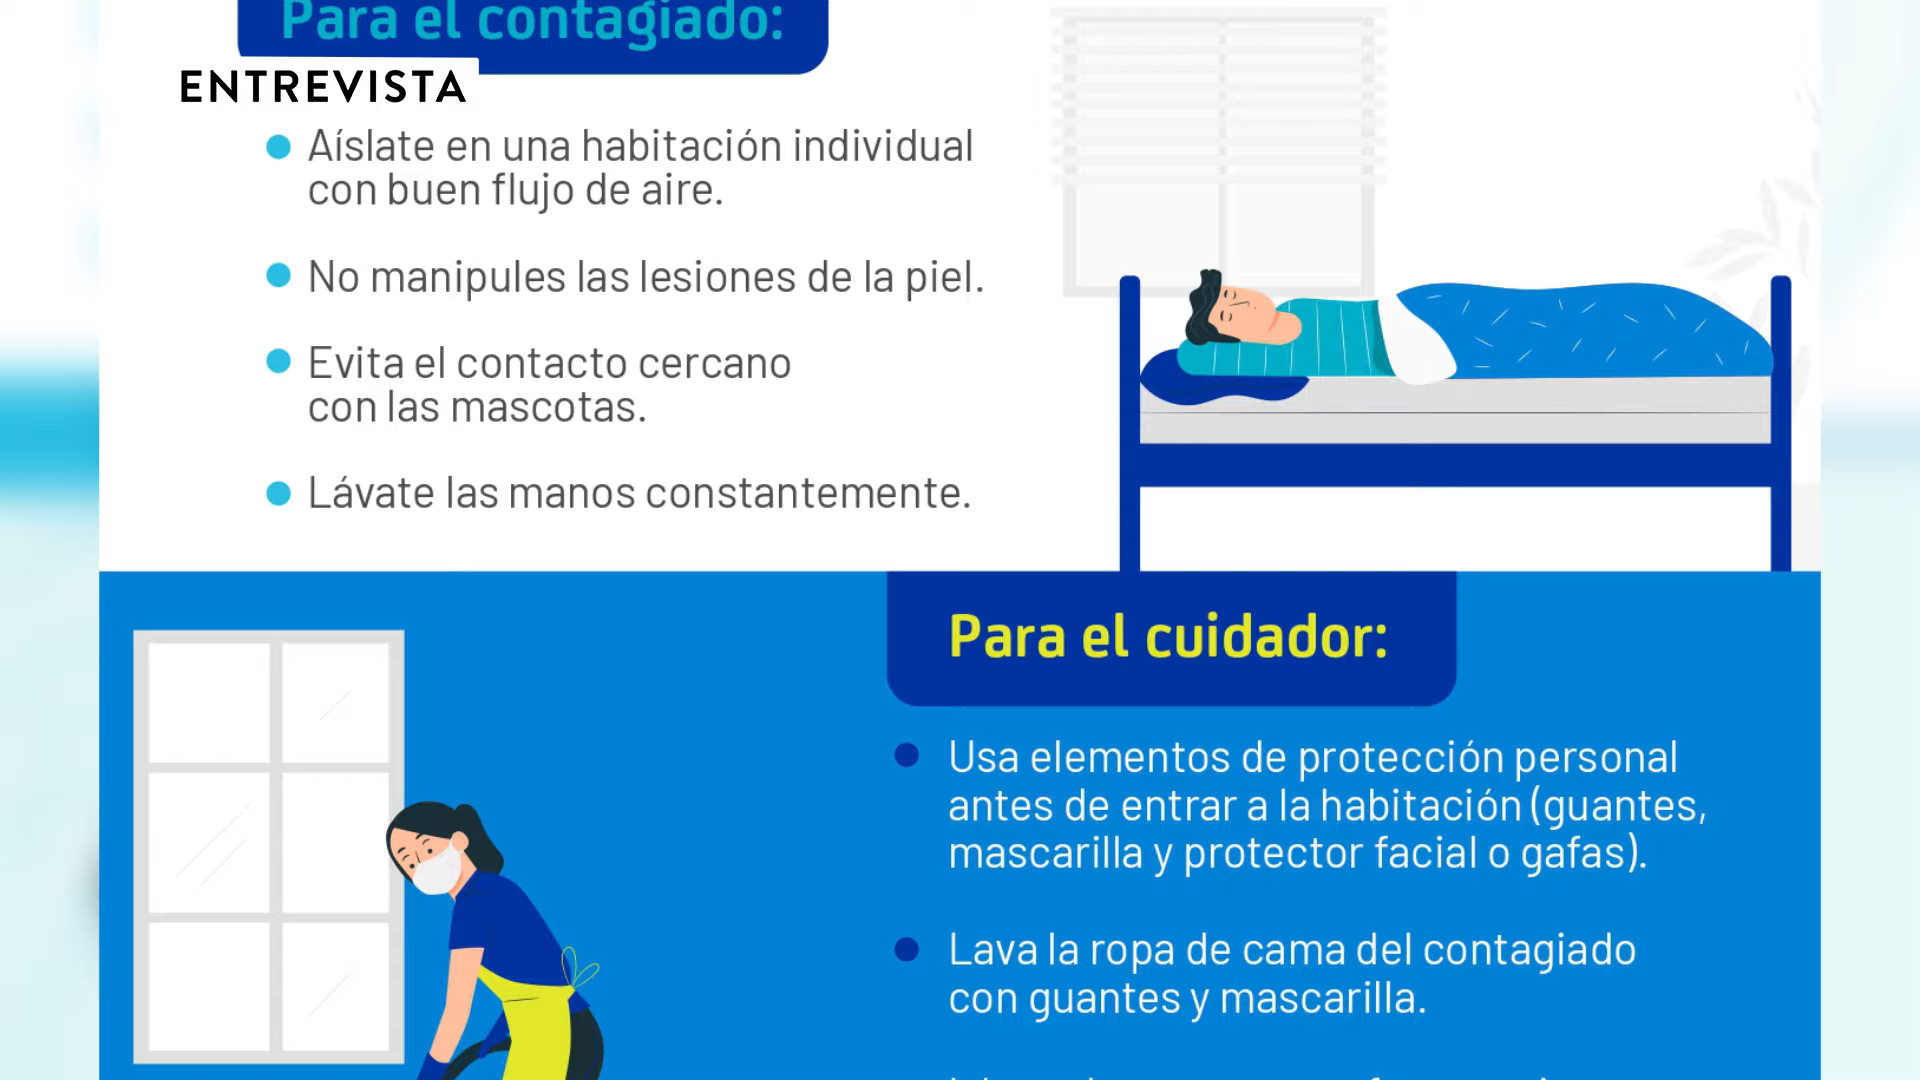 Para el contagiado:
ENTREVISTA
Aíslate en una habitación individual
con buen flujo de aire.
No manipules las lesiones de la piel.
Evita el contacto cercano
con las mascotas.
Lávate las manos constantemente.
Para el cuidador:
Usa elementos de protección personal
antes de entrar a la habitación (guantes,
mascarilla y protector facial o gafas).
Lava la ropa de cama del contagiado
con guantes y mascarilla.